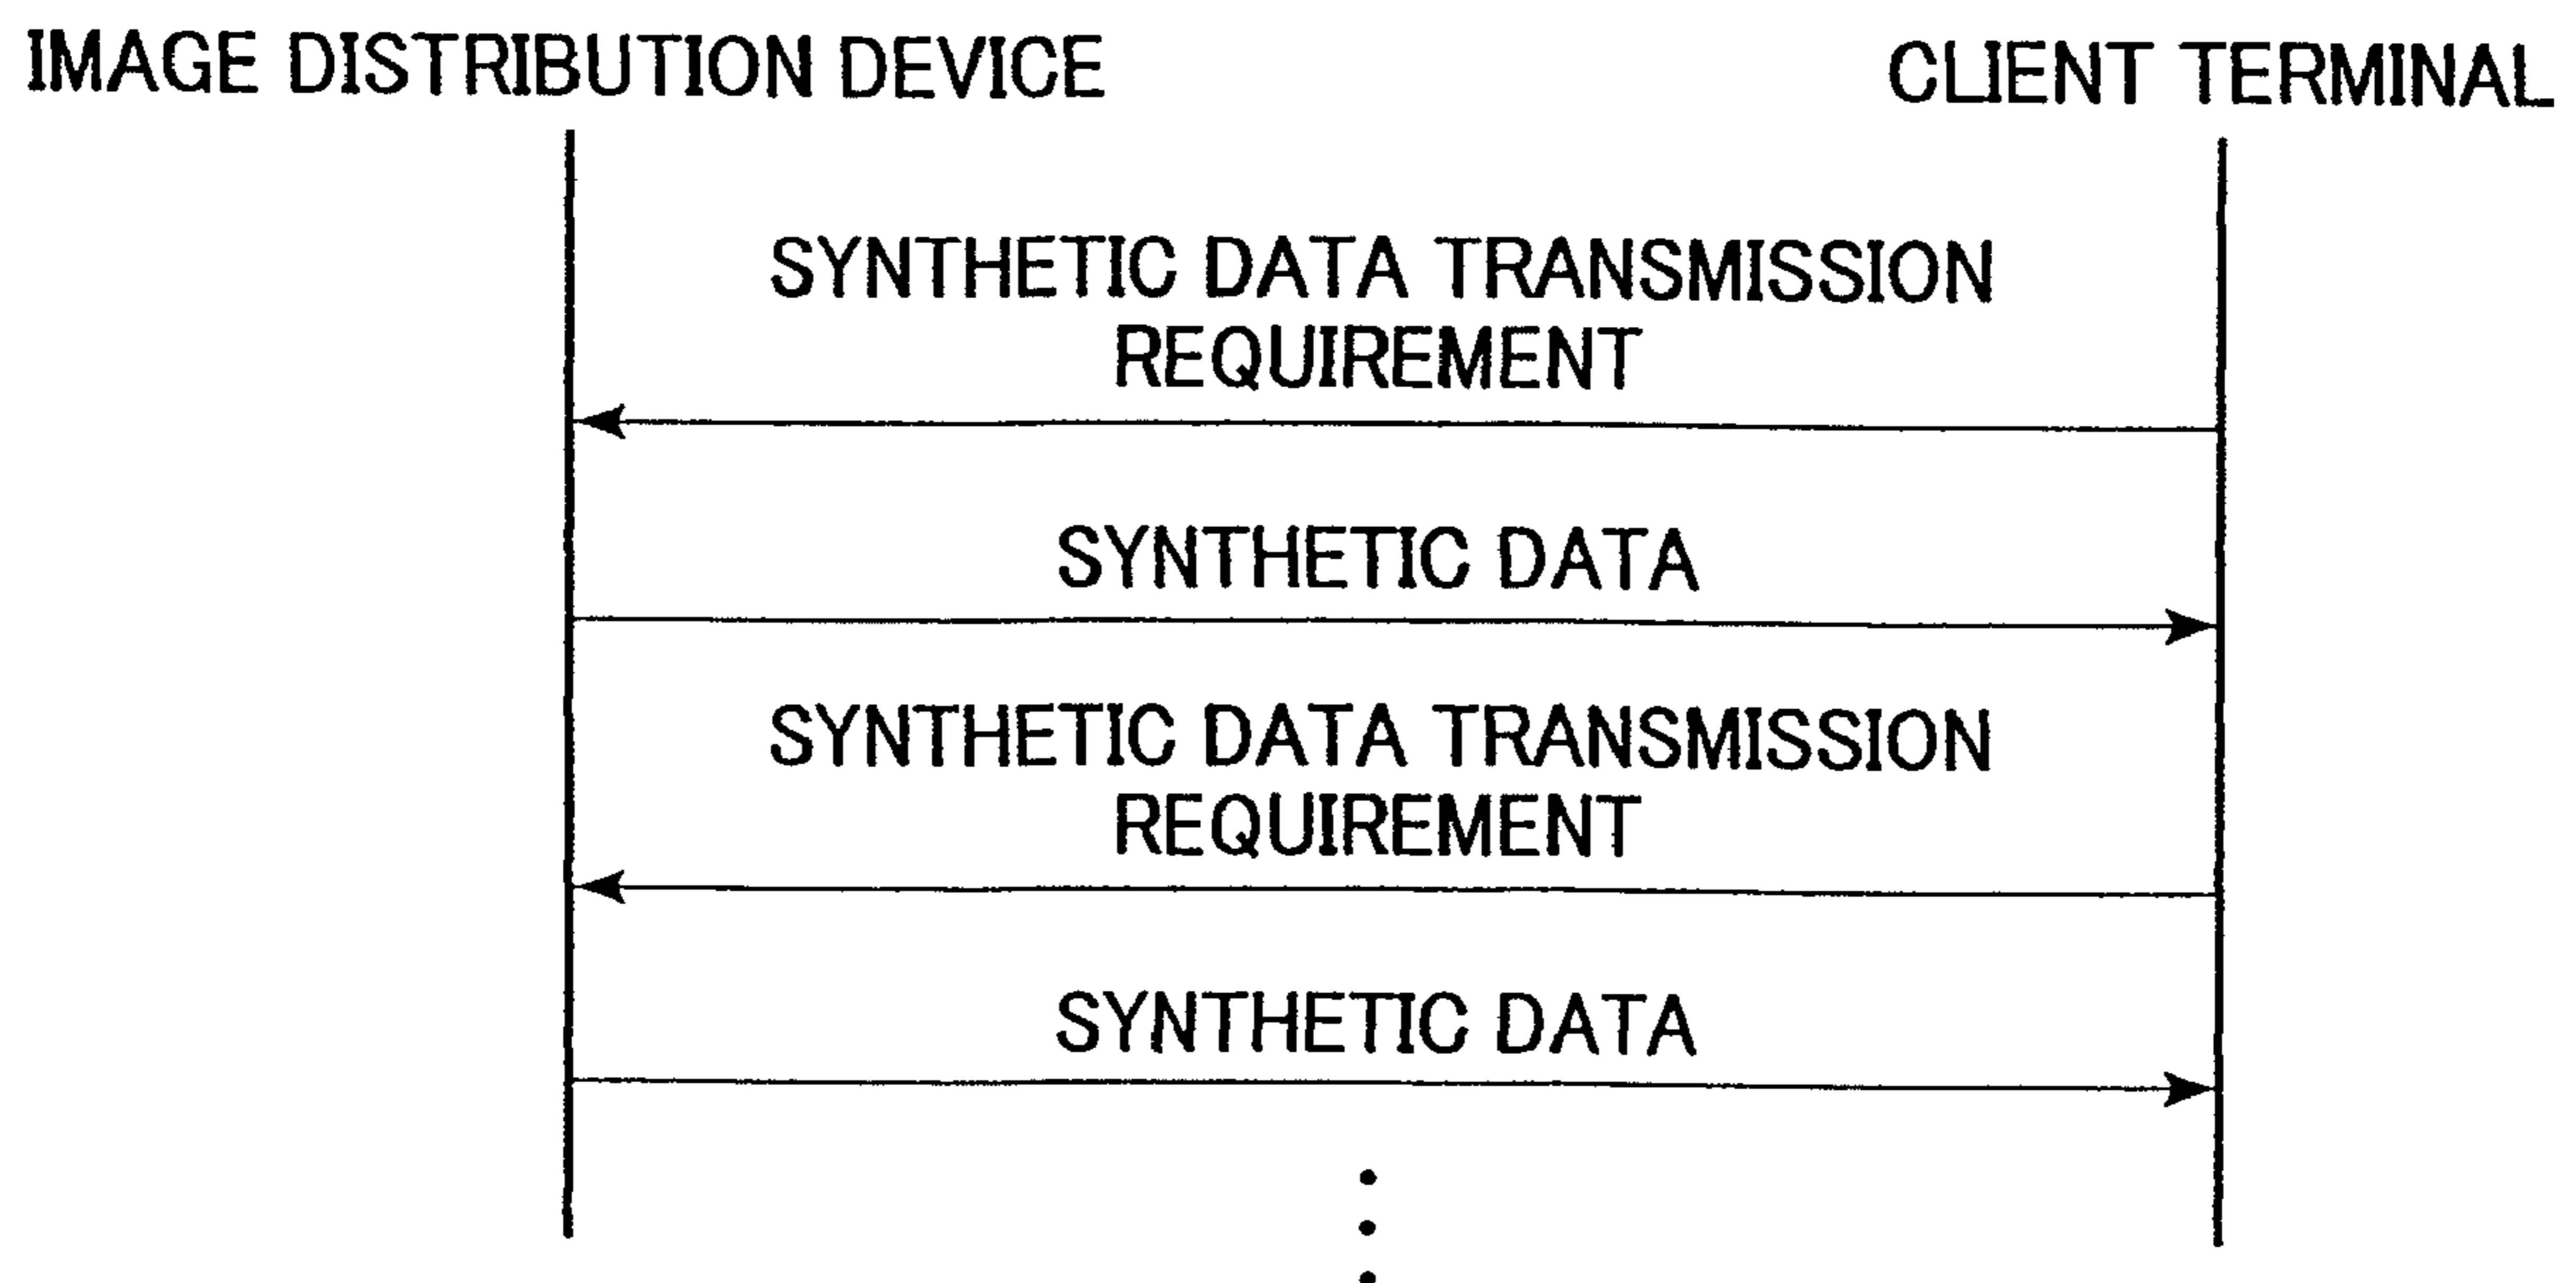 IMAGE DISTRIBUTION DEVICE
CLIENT TERMINAL
SYNTHETIC DATA TRANSMISSION
REQUIREMENT
SYNTHETIC DATA
SYNTHETIC DATA TRANSMISSION
REQUIREMENT
SYNTHETIC DATA